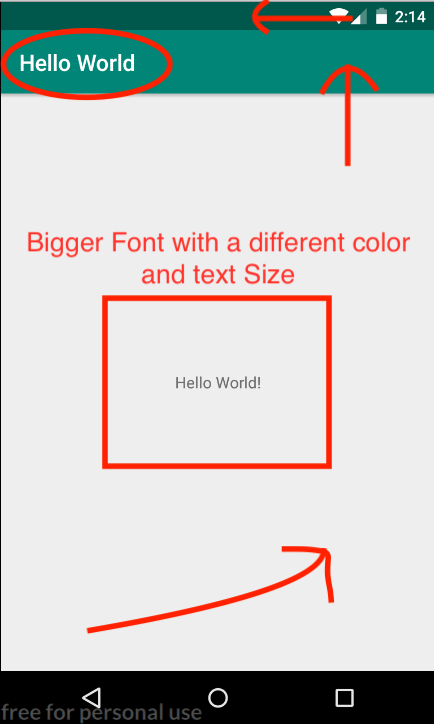 2:14
Hello World
Bigger Font with a different color
and text Size
Hello World!
free for personal use